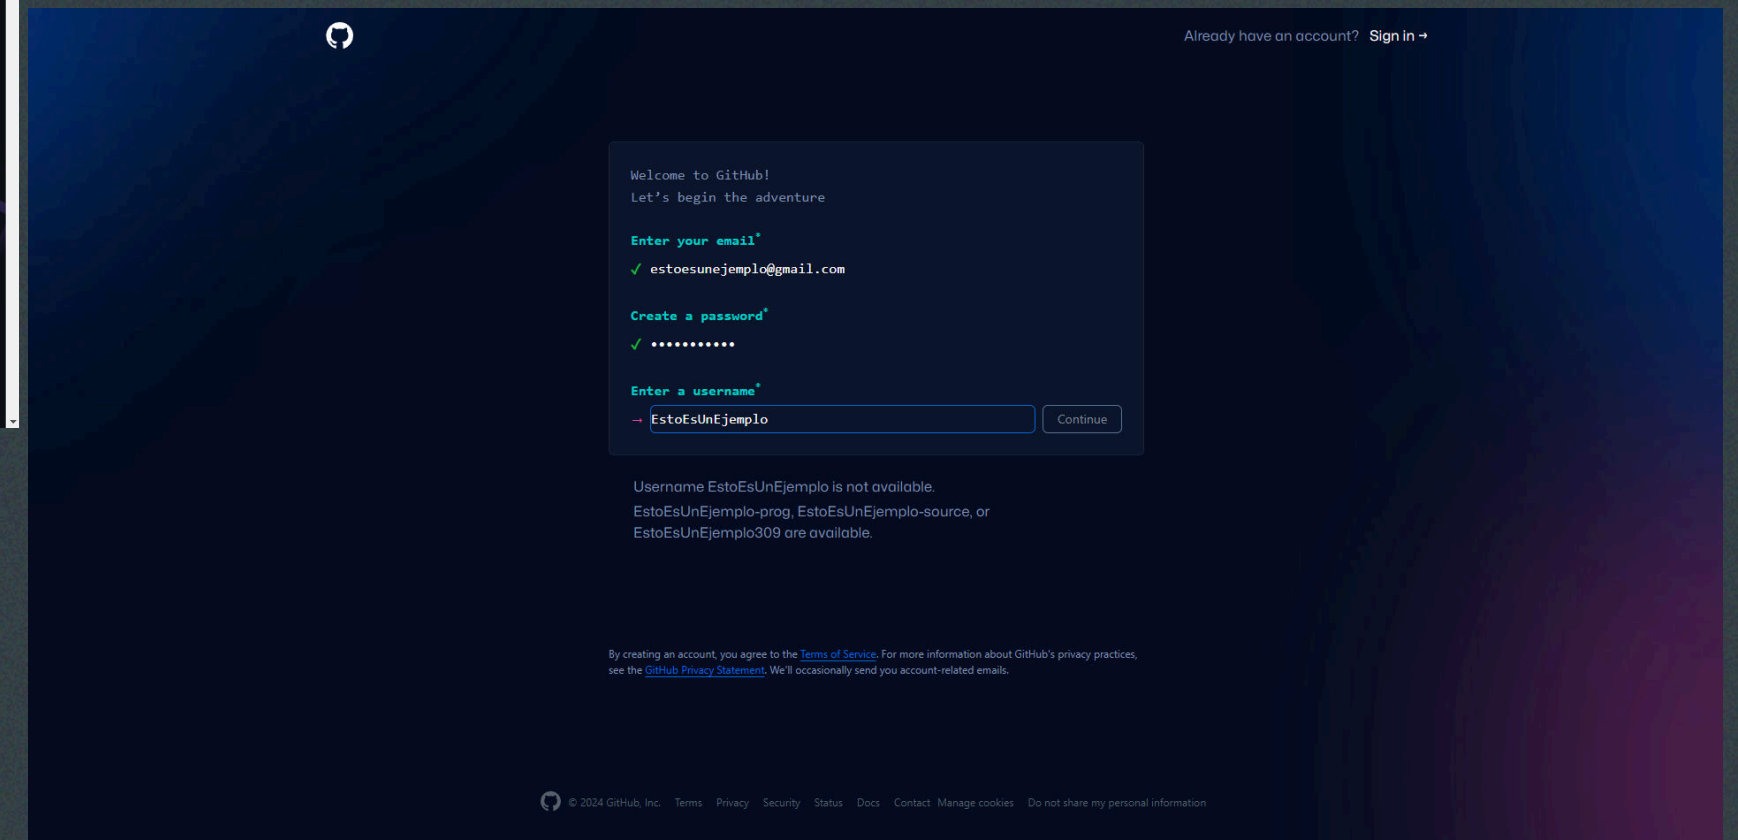 Already have an account? Sign in →
Welcome to GitHub!
Let’s begin the adventure
Enter your email*
✓ estoesunejemplo@gmail.com
Create a password*
✓ •••••••••••
Enter a username*
→ EstoEsUnEjemplo Continue
Username EstoEsUnEjemplo is not available.
EstoEsUnEjemplo-prog, EstoEsUnEjemplo-source, or
EstoEsUnEjemplo309 are available.
By creating an account, you agree to the Terms of Service. For more information about GitHub's privacy practices,
see the GitHub Privacy Statement. We'll occasionally send you account-related emails.
© 2024 GitHub, Inc. Terms Privacy Security Status Docs Contact Manage cookies Do not share my personal information